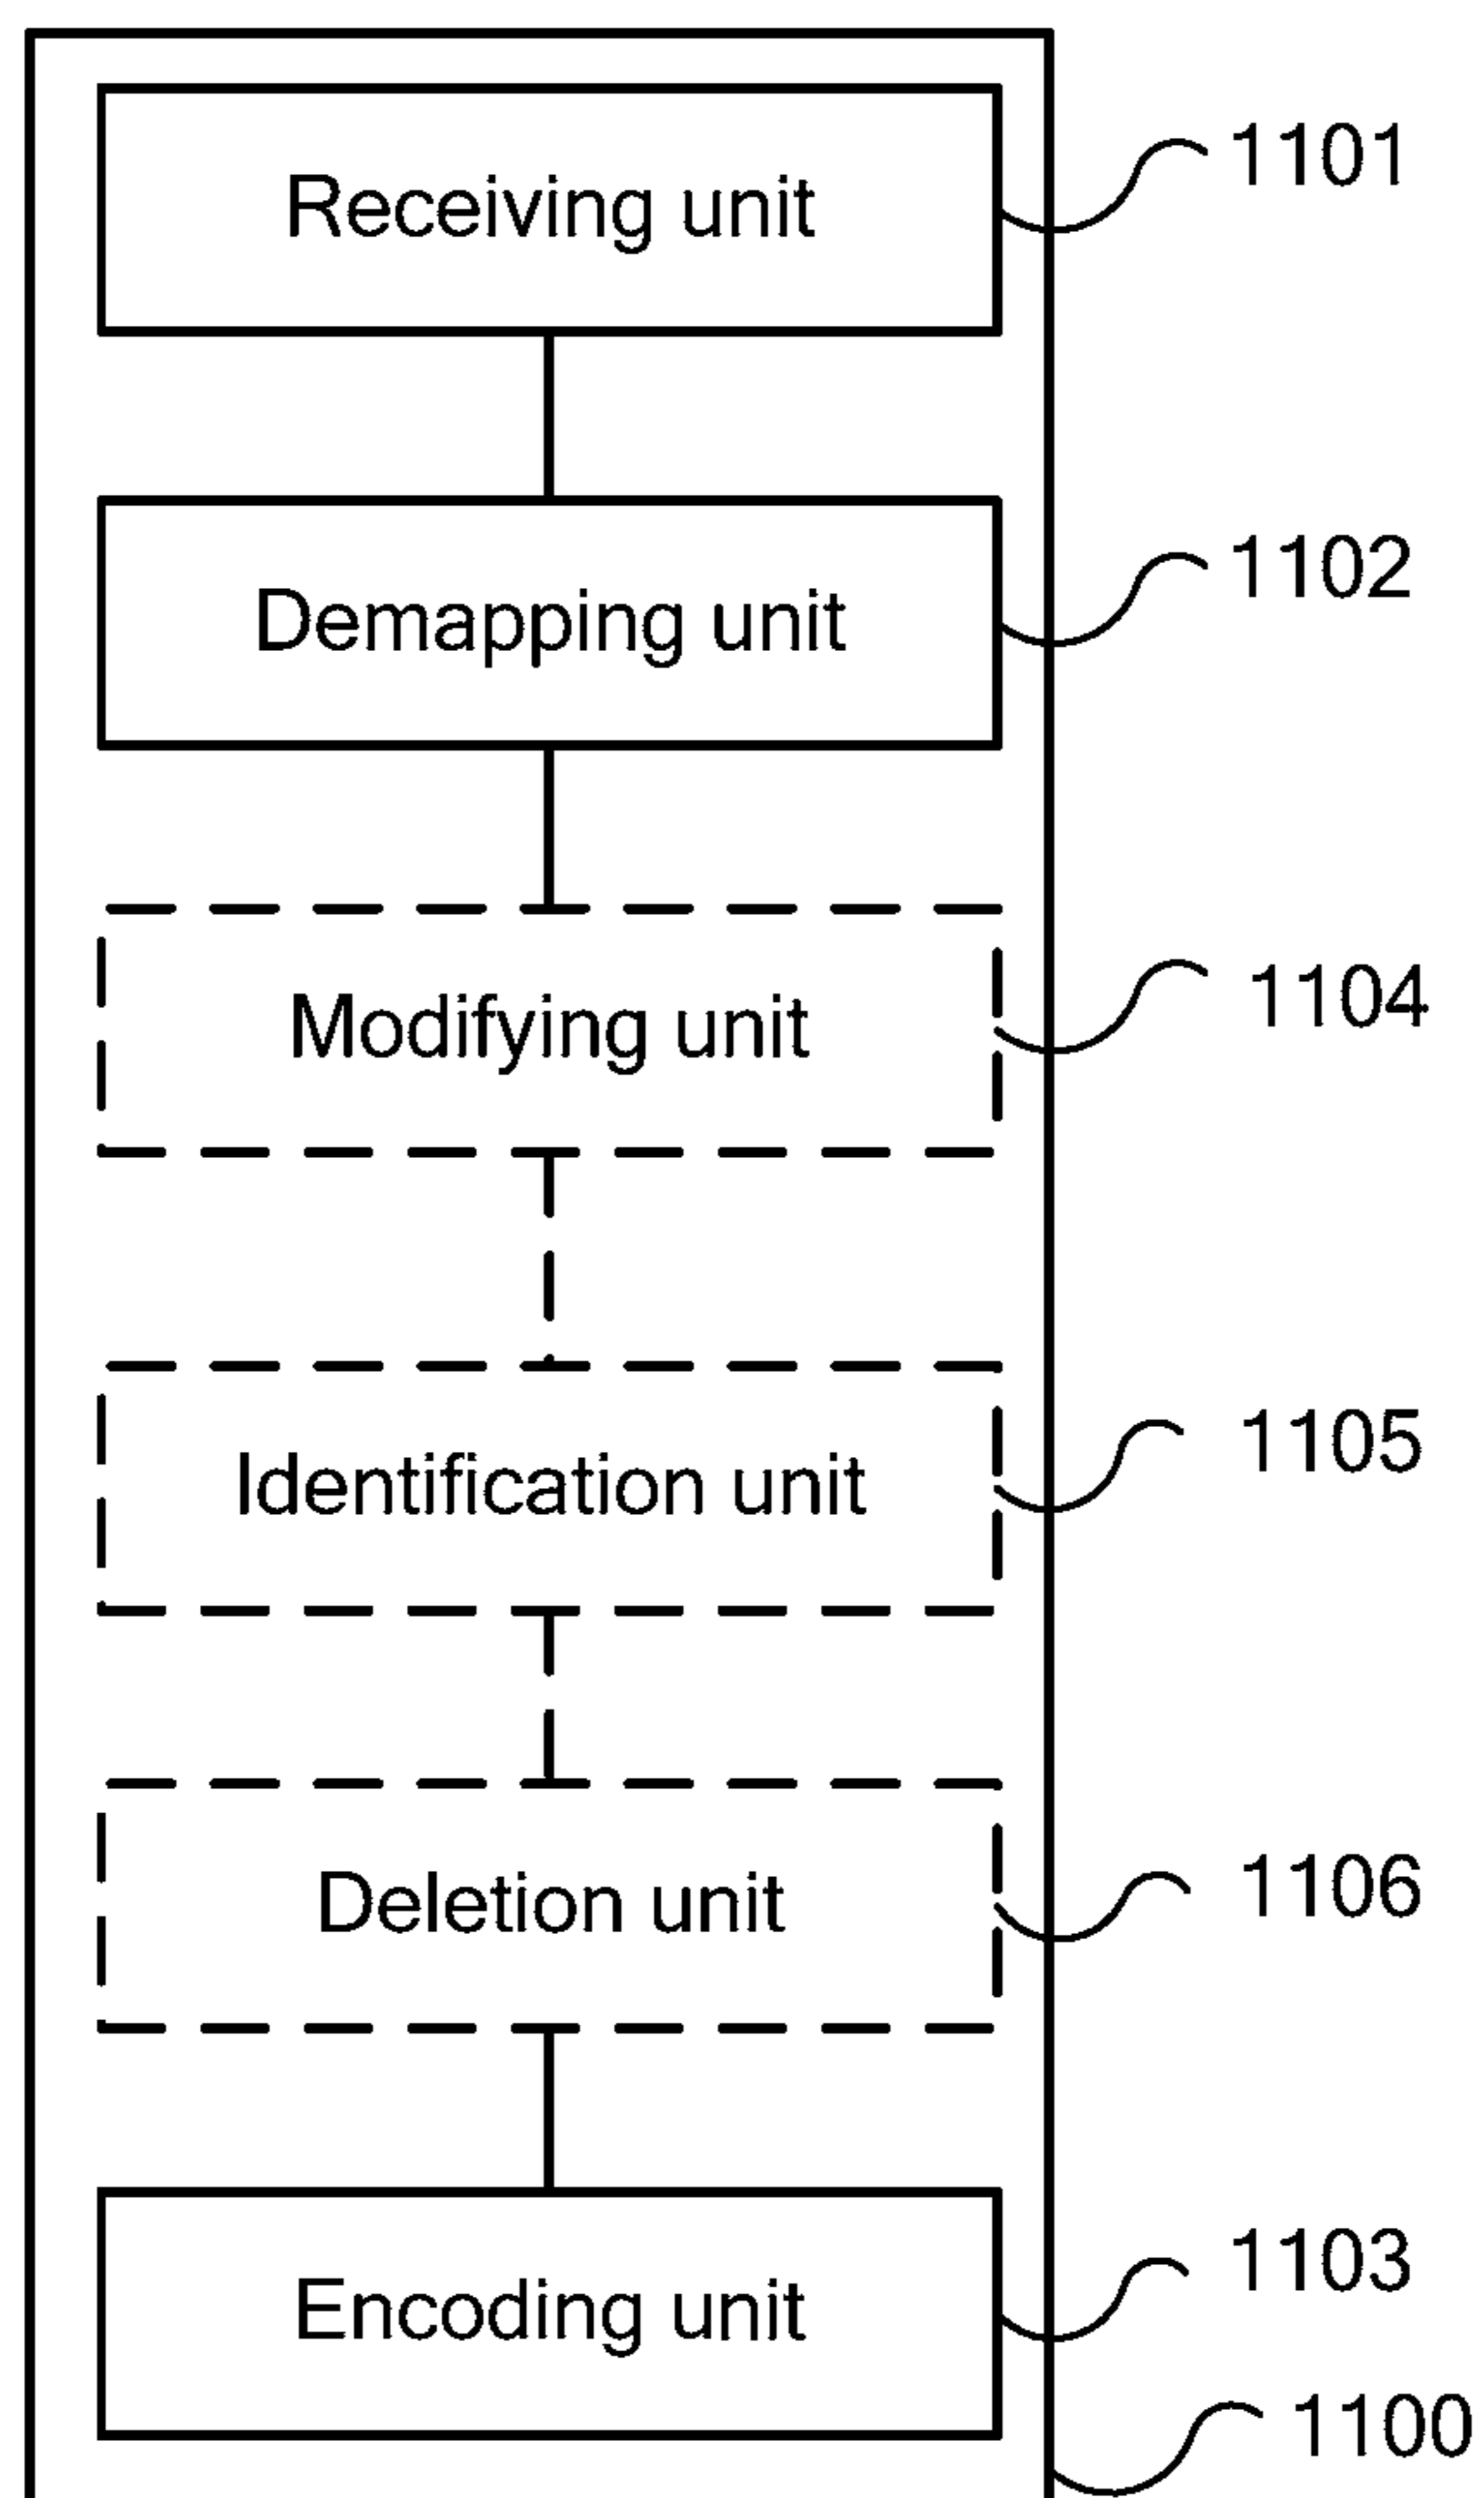 Receiving unit
1101
Demapping unit
1102
Modifying unit
1104
Identification unit
1105
Deletion unit
1106
Encoding unit
1103
1100